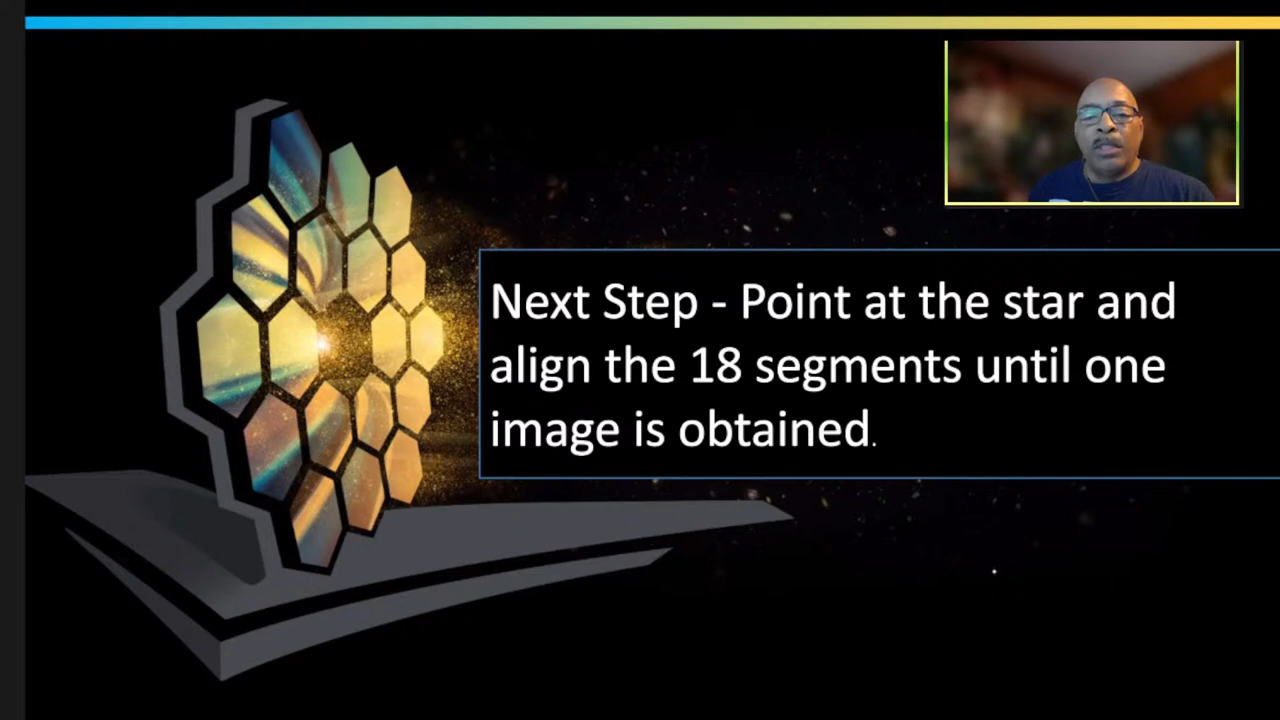 Next Step - Point at the star and
align the 18 segments until one
image is obtained.